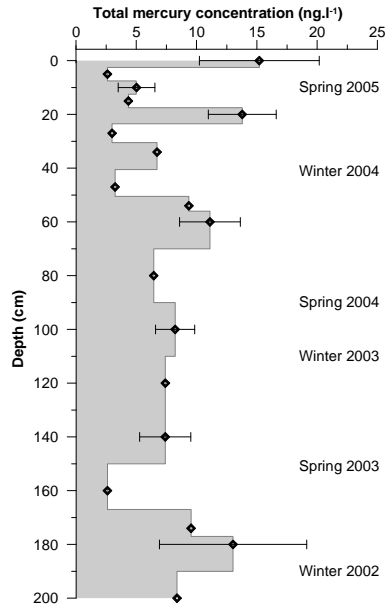 Total mercury concentration (ng.l⁻¹)
0 5 10 15 20 25
0
20
40
60
80
100
120
140
160
180
200
Depth (cm)
Spring 2005
Winter 2004
Spring 2004
Winter 2003
Spring 2003
Winter 2002